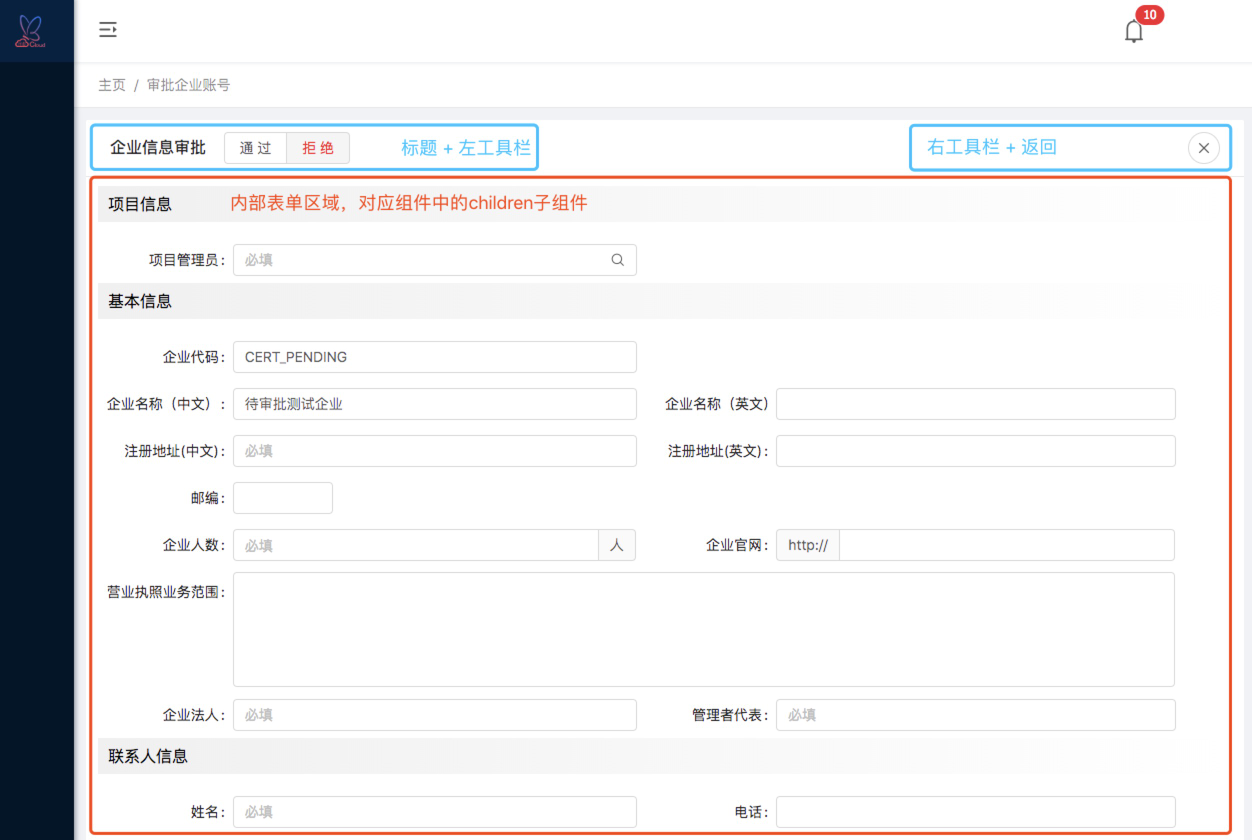 10
主页 / 审批企业账号
企业信息审批 通过 拒绝 标题 + 左工具栏 右工具栏 + 返回
项目信息 内部表单区域，对应组件中的children子组件
项目管理员： 必填
基本信息
企业代码： CERT_PENDING
企业名称（中文）： 待审批测试企业 企业名称（英文）
注册地址(中文)： 必填 注册地址(英文)：
邮编：
企业人数： 必填 人 企业官网： http://
营业执照业务范围：
企业法人： 必填 管理者代表： 必填
联系人信息
姓名： 必填 电话：